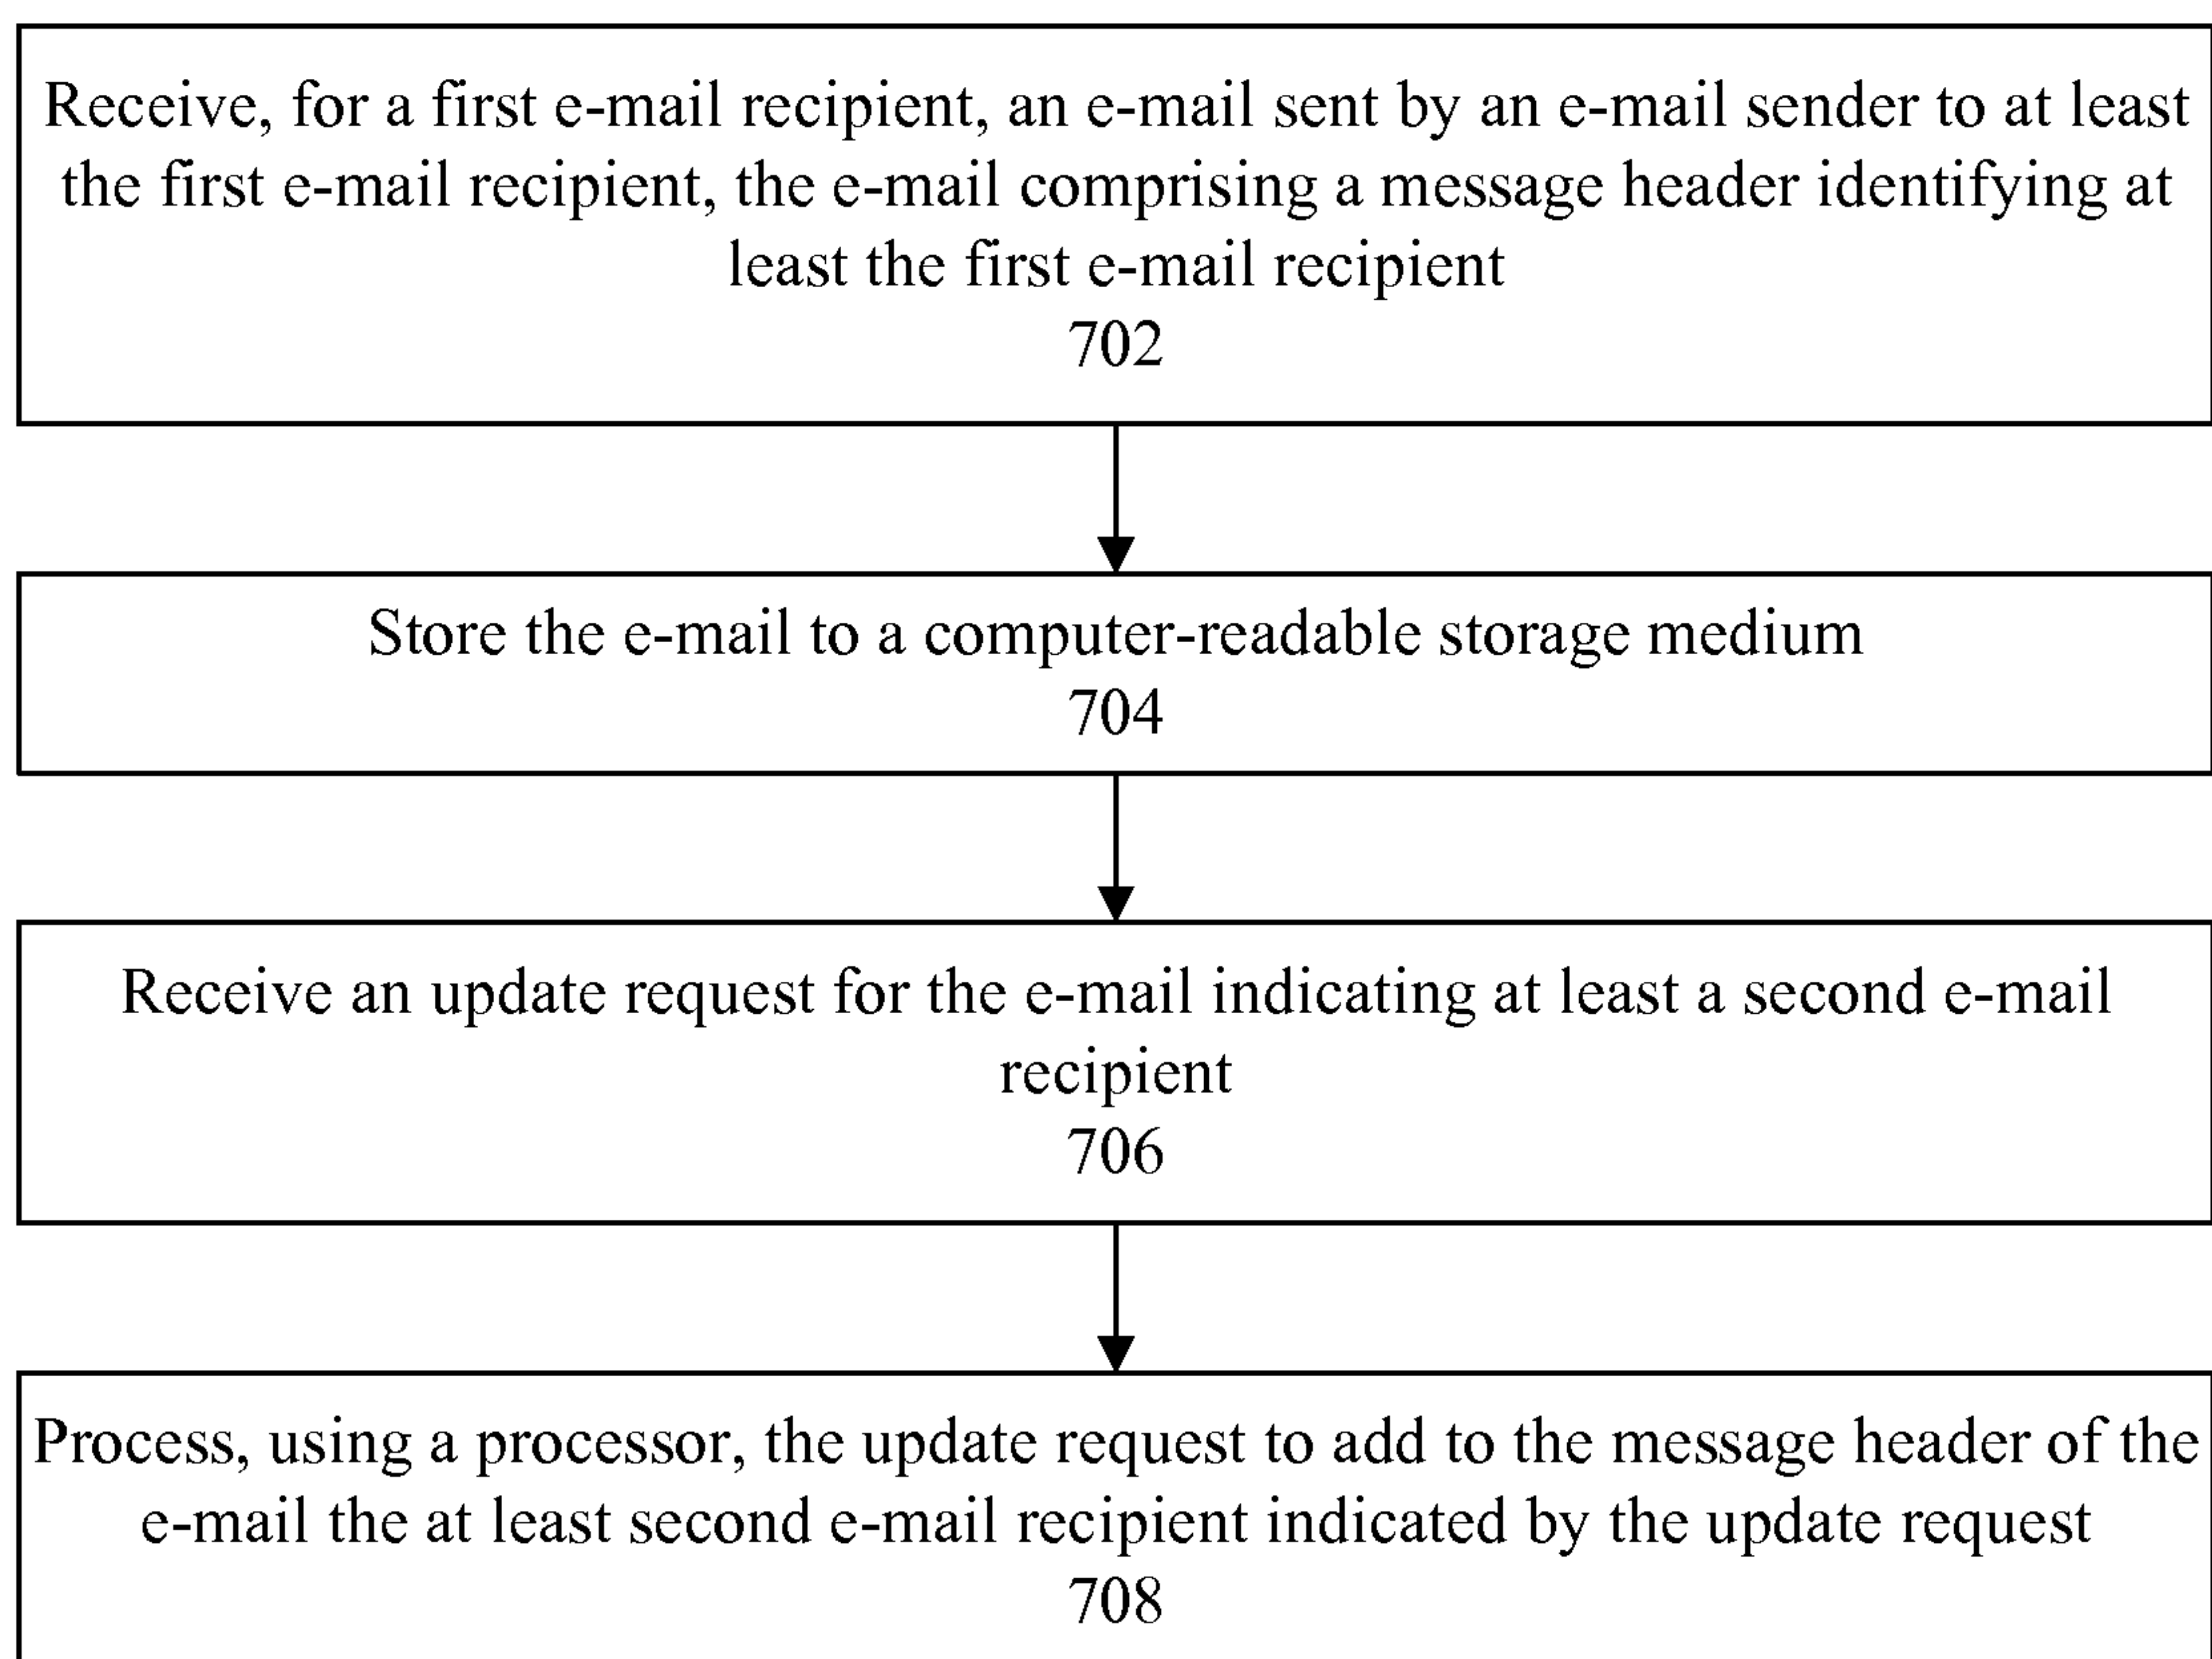 Receive, for a first e-mail recipient, an e-mail sent by an e-mail sender to at least
the first e-mail recipient, the e-mail comprising a message header identifying at
least the first e-mail recipient
702
Store the e-mail to a computer-readable storage medium
704
Receive an update request for the e-mail indicating at least a second e-mail
recipient
706
Process, using a processor, the update request to add to the message header of the
e-mail the at least second e-mail recipient indicated by the update request
708